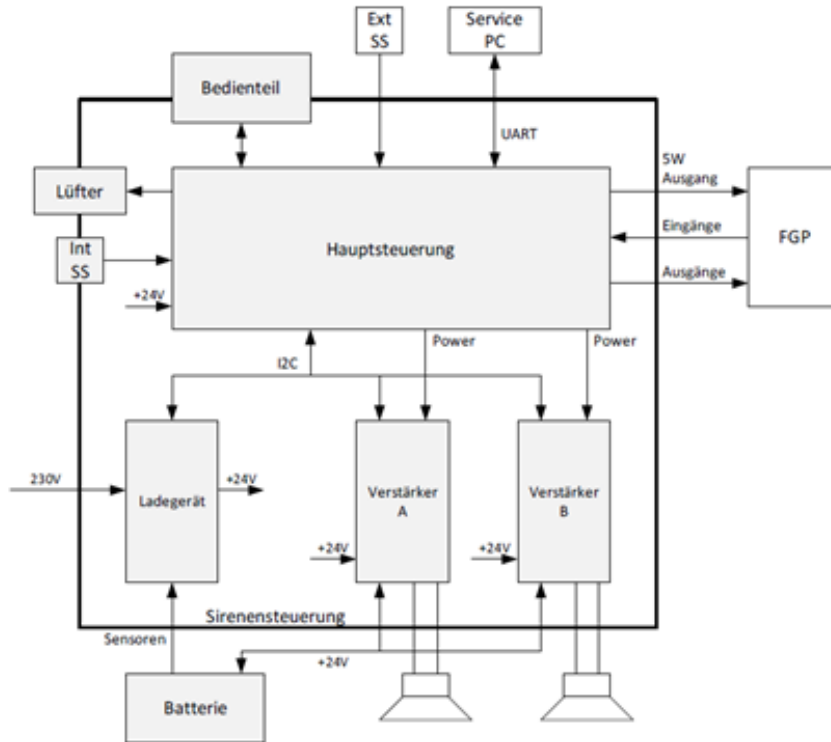 Ext
SS
Service
PC
Bedienteil
UART
SW
Ausgang
Lüfter
Hauptsteuerung
Eingänge
FGP
Int
SS
Ausgänge
+24V
Power
Power
I2C
230V
+24V
Ladegerät
Verstärker
A
Verstärker
B
+24V
+24V
Sirenensteuerung
Sensoren
+24V
Batterie